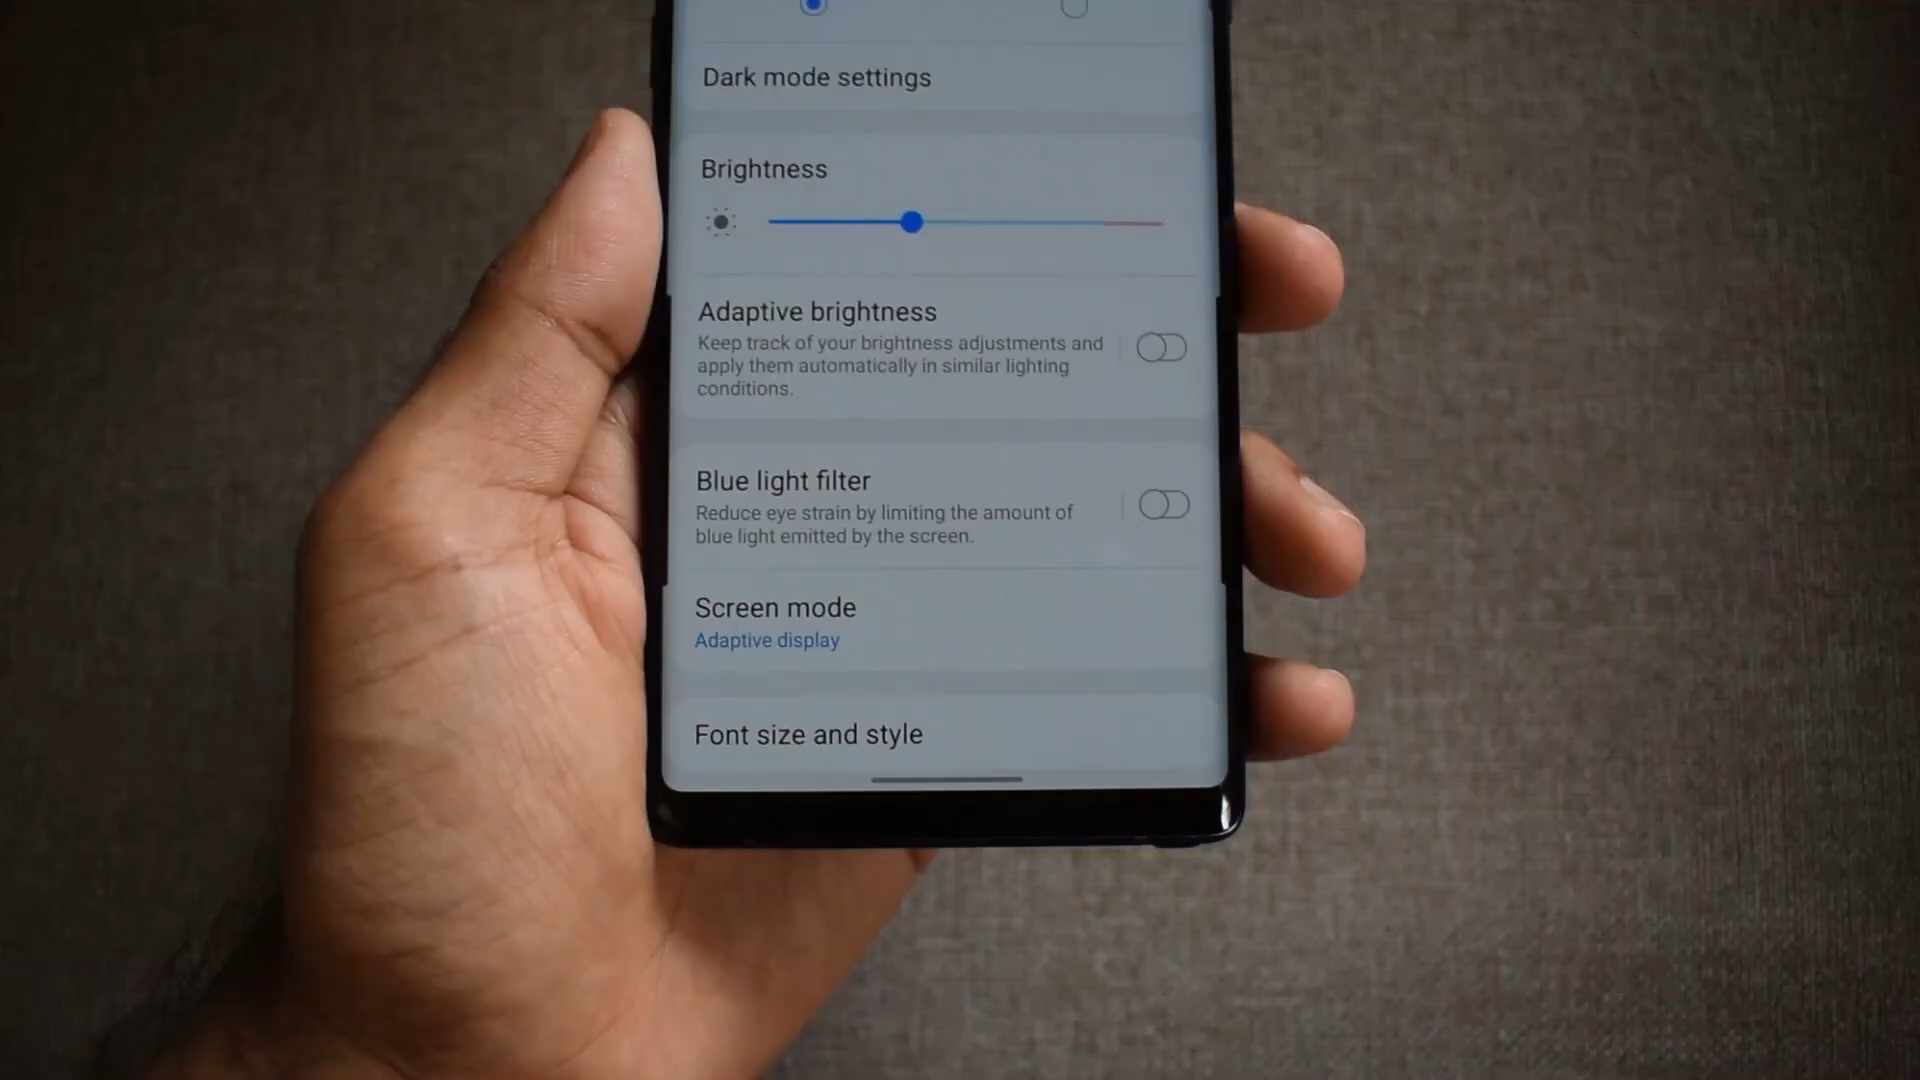 Dark mode settings
Brightness
Adaptive brightness
Keep track of your brightness adjustments and
apply them automatically in similar lighting
conditions.
Blue light filter
Reduce eye strain by limiting the amount of
blue light emitted by the screen.
Screen mode
Adaptive display
Font size and style